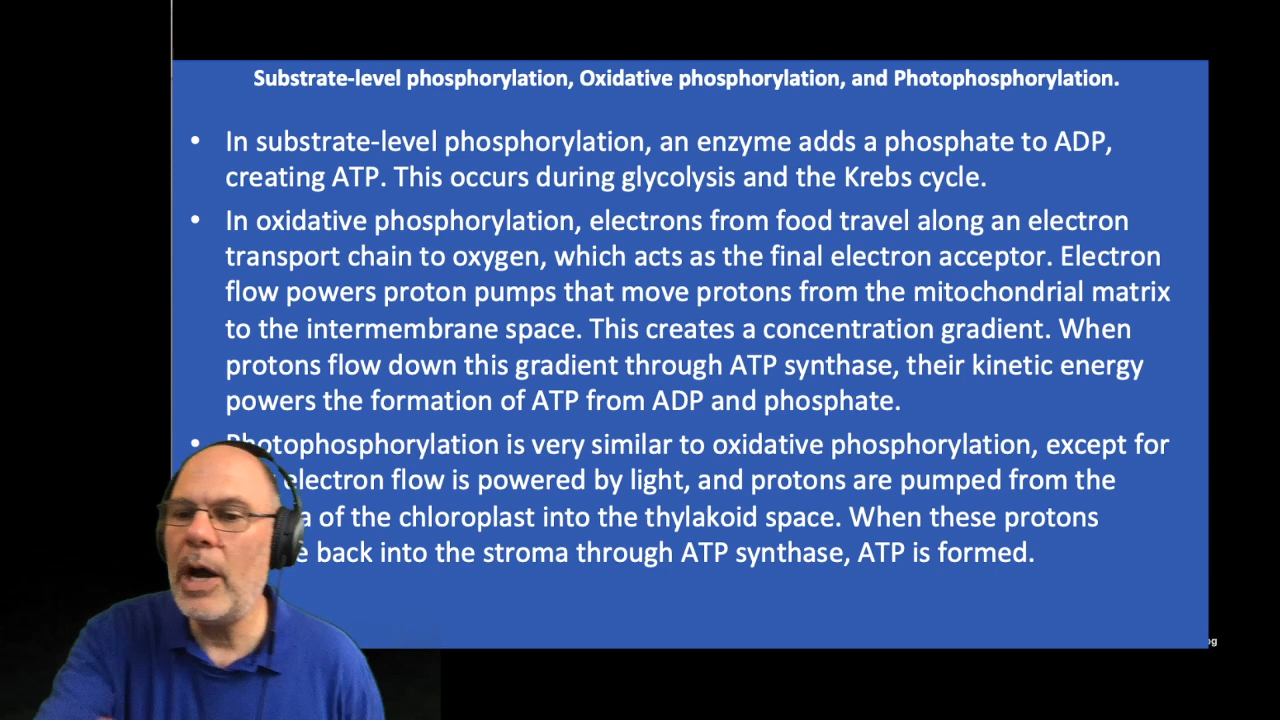 Substrate-level phosphorylation, Oxidative phosphorylation, and Photophosphorylation.
• In substrate-level phosphorylation, an enzyme adds a phosphate to ADP,
creating ATP. This occurs during glycolysis and the Krebs cycle.
• In oxidative phosphorylation, electrons from food travel along an electron
transport chain to oxygen, which acts as the final electron acceptor. Electron
flow powers proton pumps that move protons from the mitochondrial matrix
to the intermembrane space. This creates a concentration gradient. When
protons flow down this gradient through ATP synthase, their kinetic energy
powers the formation of ATP from ADP and phosphate.
• Photophosphorylation is very similar to oxidative phosphorylation, except for
electron flow is powered by light, and protons are pumped from the
of the chloroplast into the thylakoid space. When these protons
back into the stroma through ATP synthase, ATP is formed.